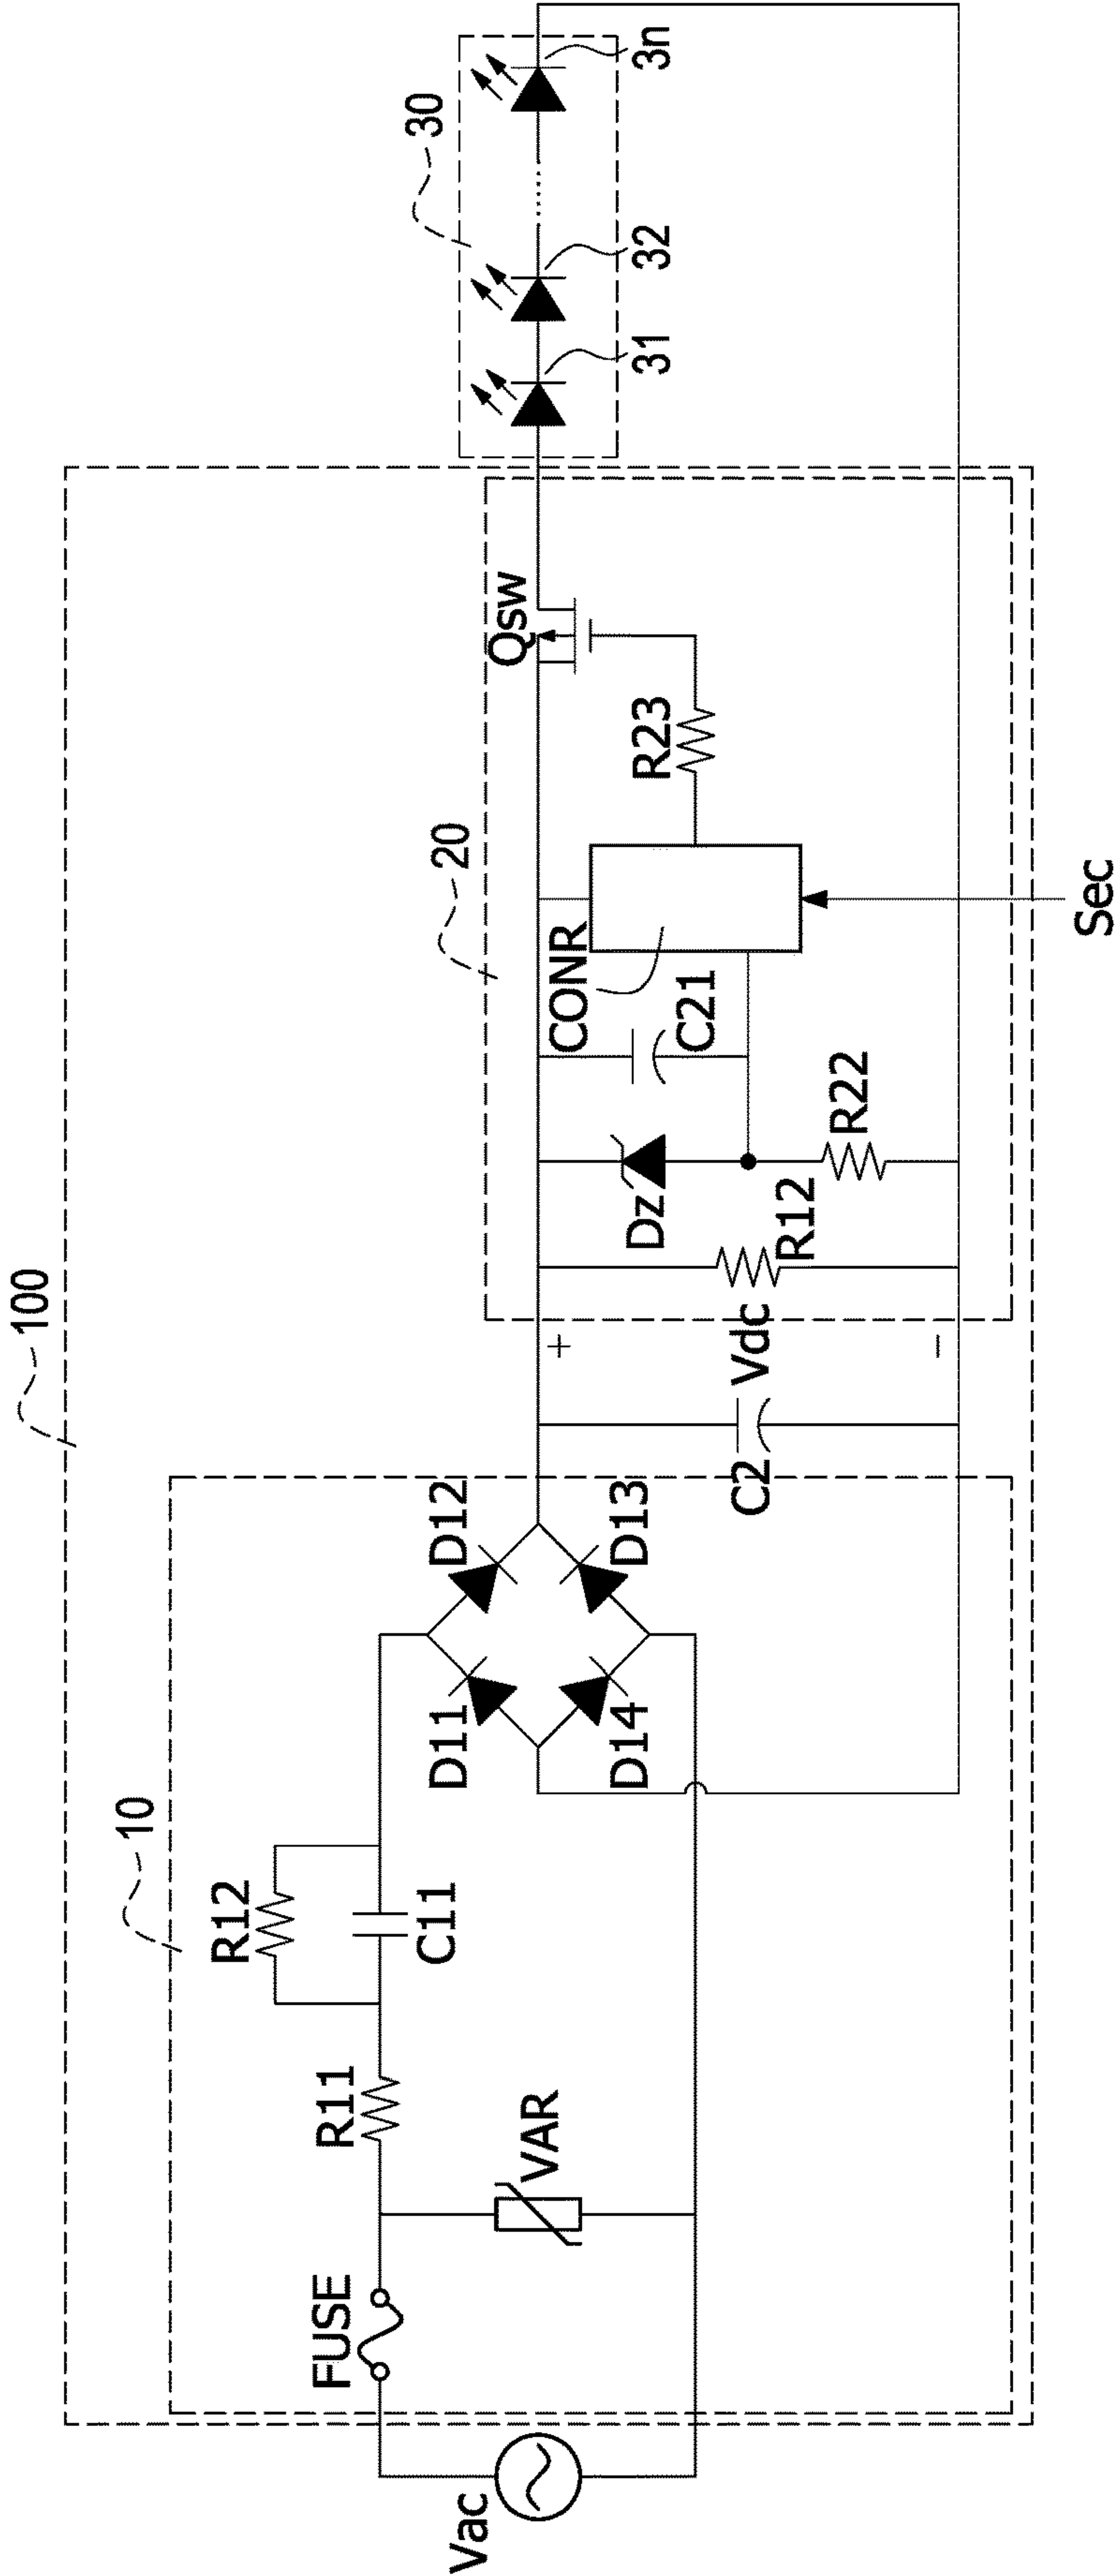 100
10
R12
C11
R11
FUSE
VAR
Vac
D11
D12
D14
D13
C2
+
Vdc
−
20
R12
Dz
R22
C21
CONR
R23
Qsw
Sec
30
31
32
3n